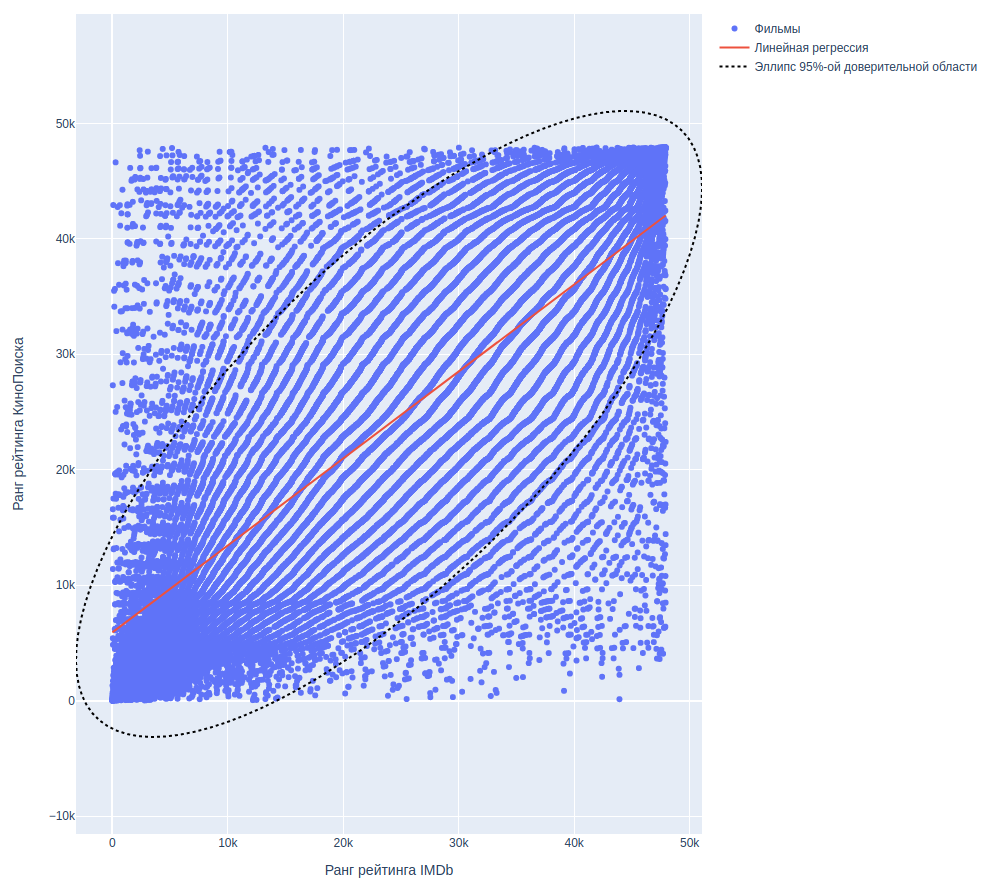 Фильмы
Линейная регрессия
Эллипс 95%-ой доверительной области
50k
40k
30k
20k
10k
0
−10k
Ранг рейтинга КиноПоиска
0 10k 20k 30k 40k 50k
Ранг рейтинга IMDb